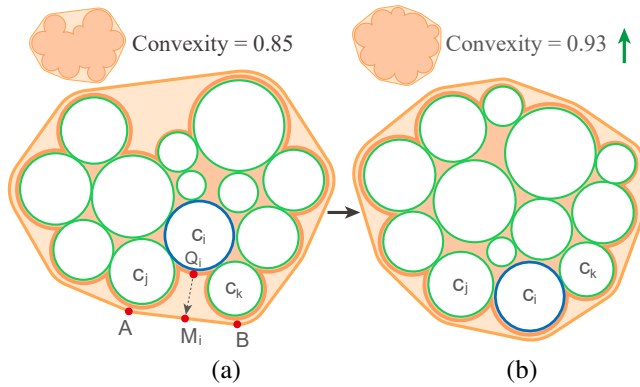 Convexity = 0.85
Convexity = 0.93
cᵢ
Qᵢ
cⱼ
cₖ
A
Mᵢ
B
cⱼ
cᵢ
cₖ
(a)
(b)